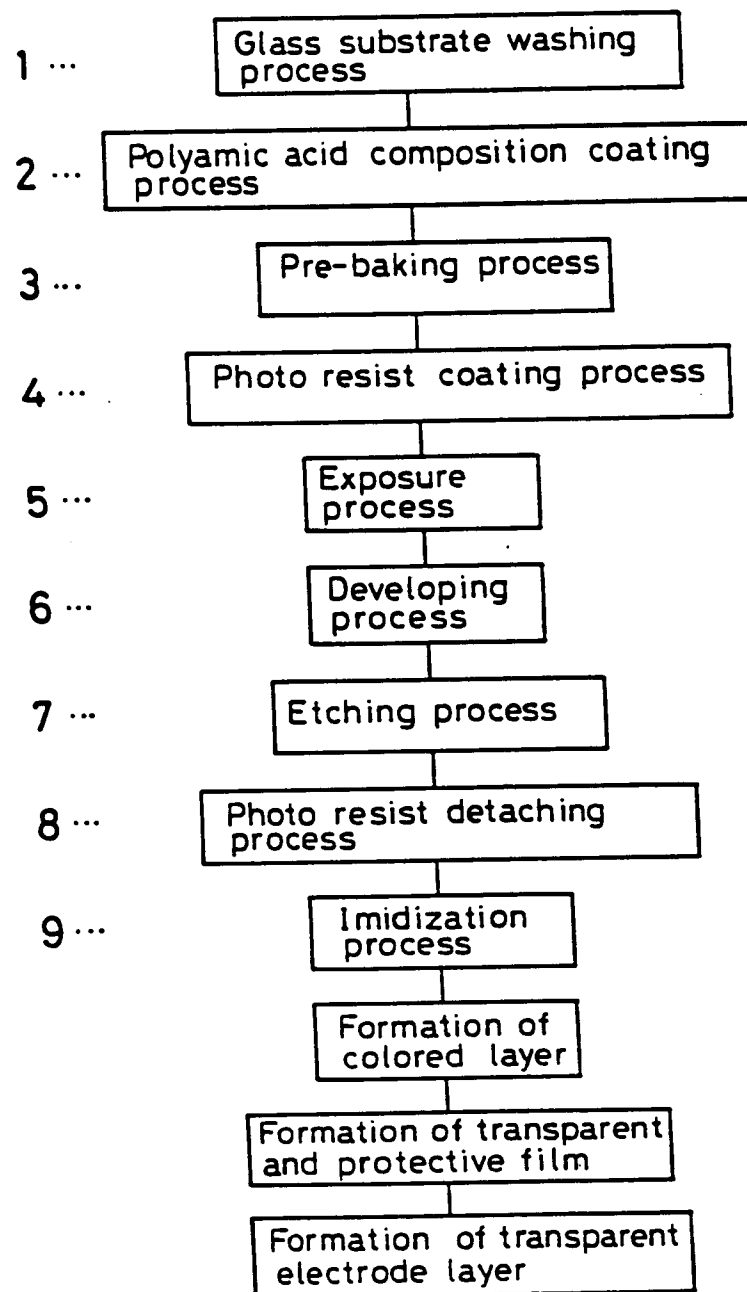 1 ... Glass substrate washing
process
2 ... Polyamic acid composition coating
process
3 ... Pre-baking process
4 ... Photo resist coating process
5 ... Exposure
process
6 ... Developing
process
7 ... Etching process
8 ... Photo resist detaching
process
9 ... Imidization
process
Formation of
colored layer
Formation of transparent
and protective film
Formation of transparent
electrode layer